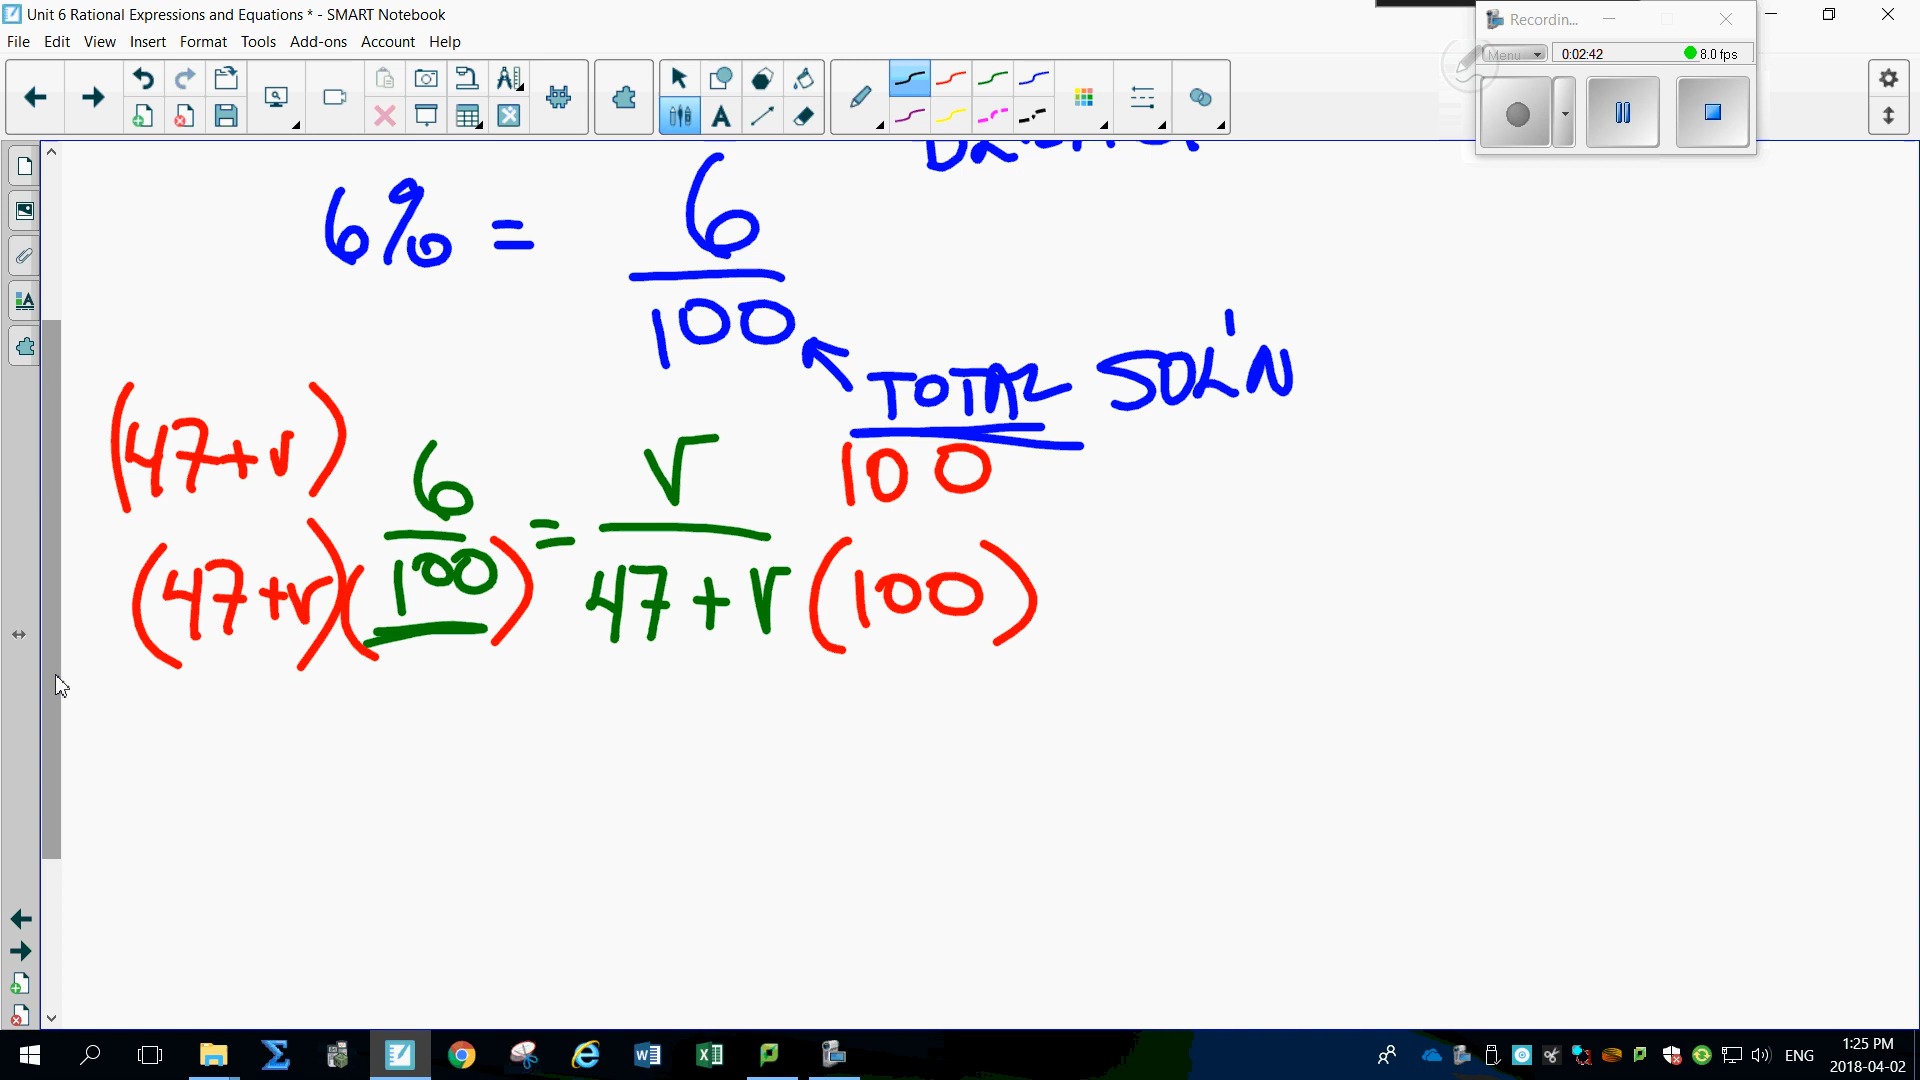 Unit 6 Rational Expressions and Equations * - SMART Notebook
File Edit View Insert Format Tools Add-ons Account Help
Recordin...
Menu 0:02:42 8.0 fps
6% = 6/100
TOTAL SOL'N
(47+r) 6/100 = r/(47+r) 100
(47+r)( ) (100)
ENG
1:25 PM
2018-04-02